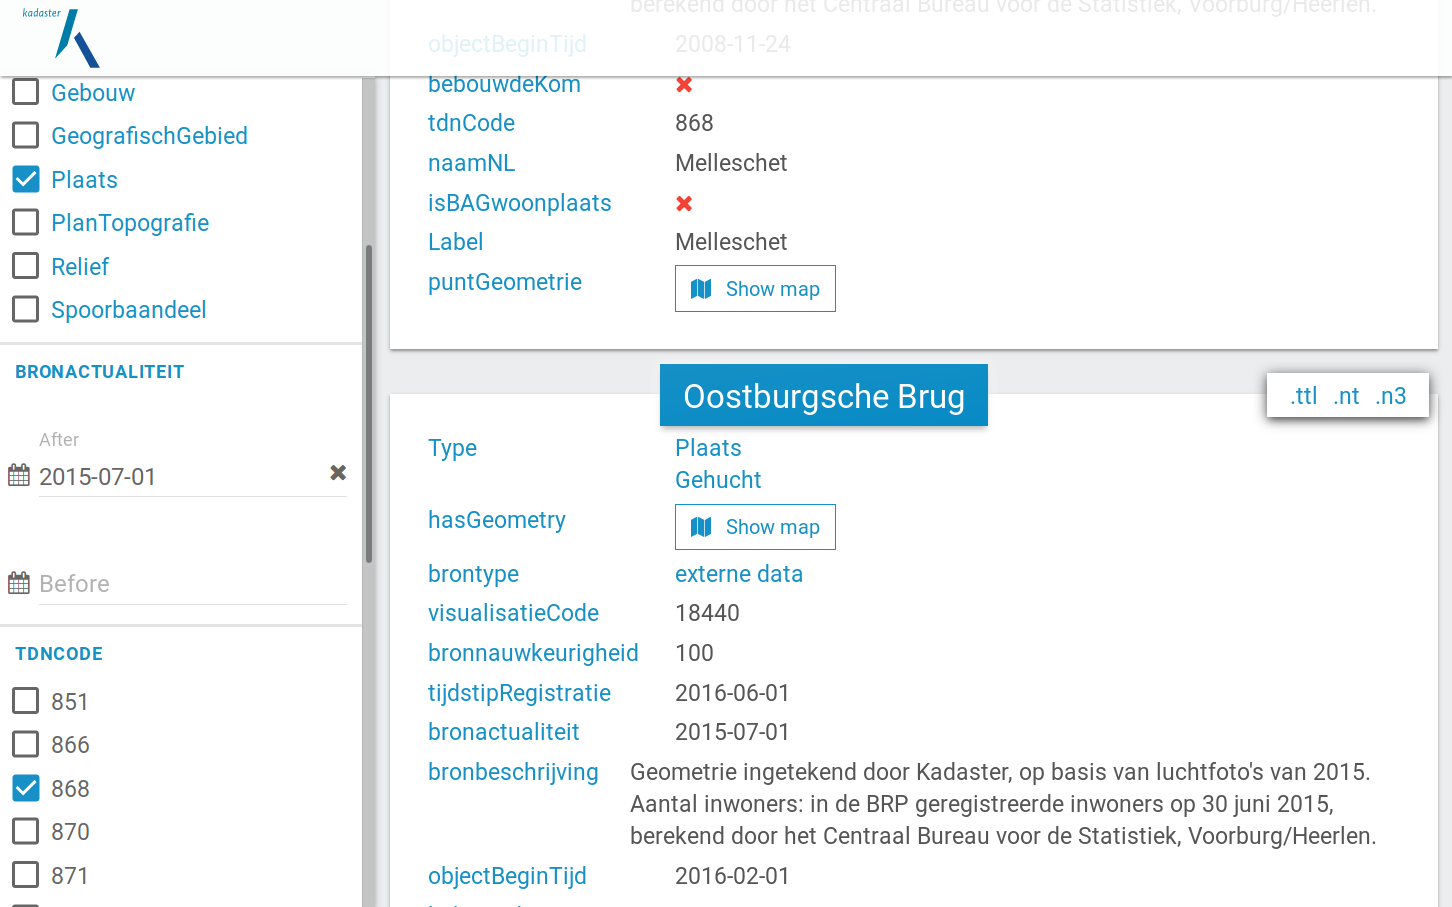 kadaster
Gebouw
GeografischGebied
Plaats
PlanTopografie
Relief
Spoorbaandeel
BRONACTUALITEIT
After
2015-07-01
Before
TDNCODE
851
866
868
870
871
berekend door het Centraal Bureau voor de Statistiek, Voorburg/Heerlen.
objectBeginTijd 2008-11-24
bebouwdeKom
tdnCode 868
naamNL Melleschet
isBAGwoonplaats
Label Melleschet
puntGeometrie Show map
Oostburgsche Brug
.ttl .nt .n3
Type Plaats
Gehucht
hasGeometry Show map
brontype externe data
visualisatieCode 18440
bronnauwkeurigheid 100
tijdstipRegistratie 2016-06-01
bronactualiteit 2015-07-01
bronbeschrijving Geometrie ingetekend door Kadaster, op basis van luchtfoto's van 2015.
Aantal inwoners: in de BRP geregistreerde inwoners op 30 juni 2015,
berekend door het Centraal Bureau voor de Statistiek, Voorburg/Heerlen.
objectBeginTijd 2016-02-01